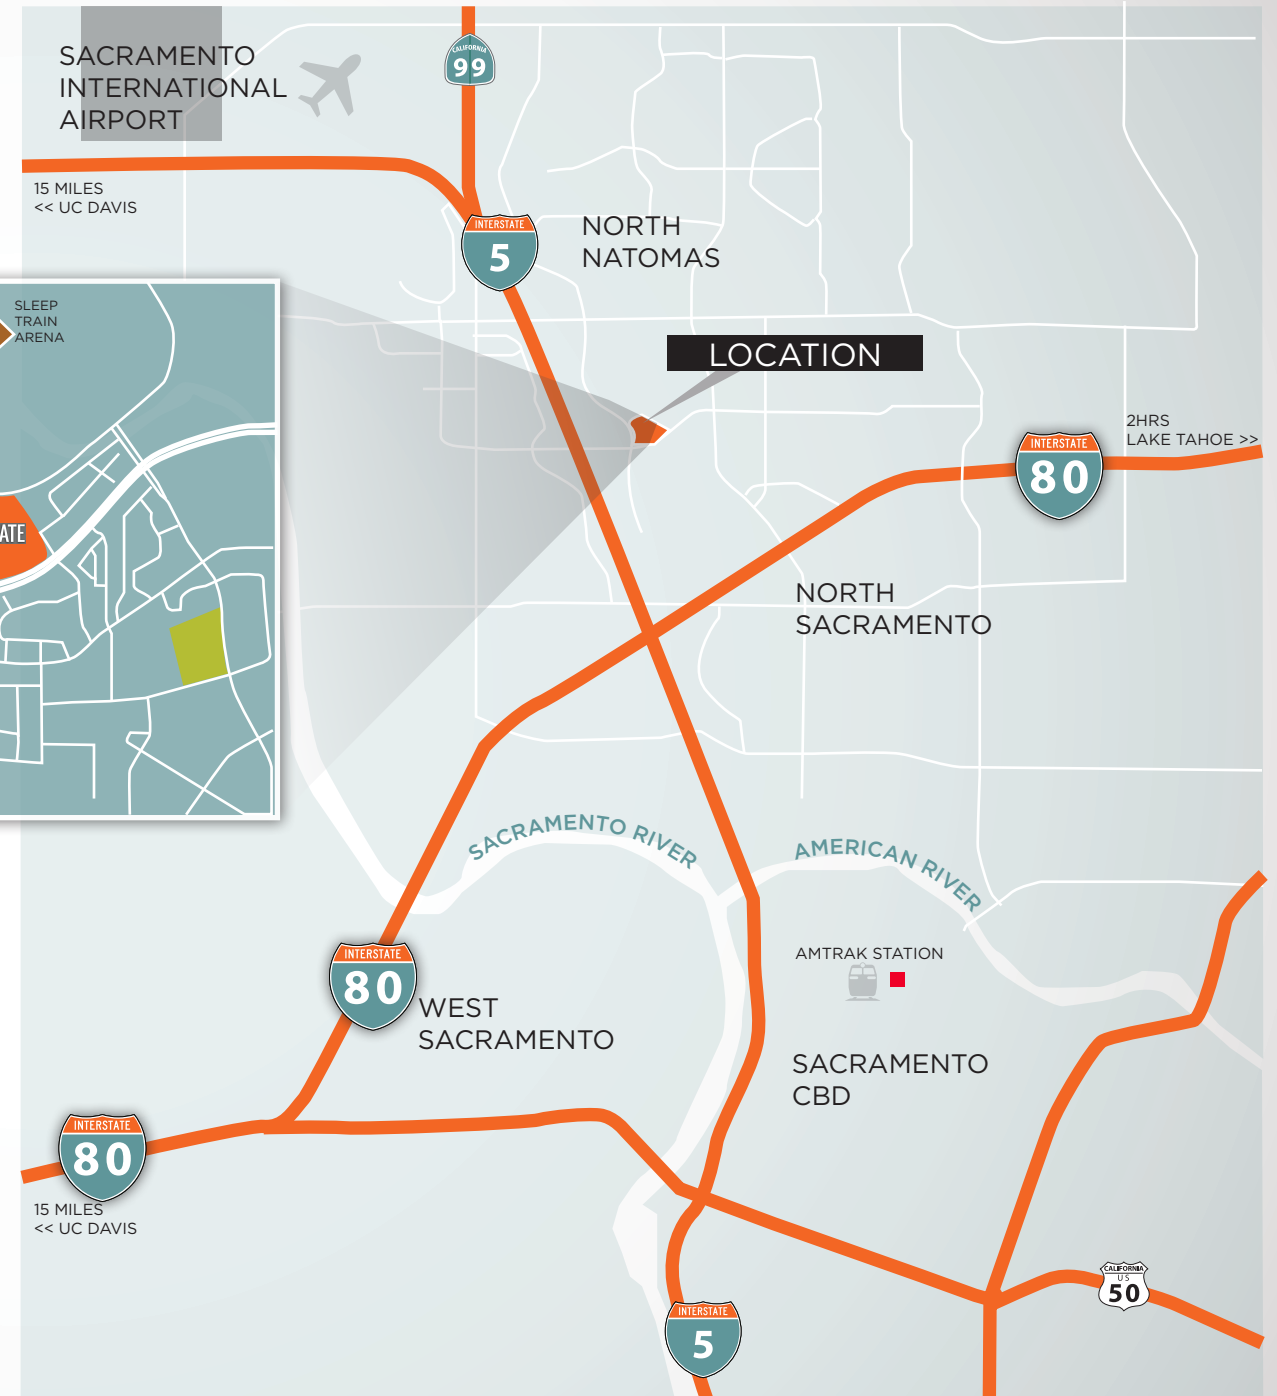 SACRAMENTO
INTERNATIONAL
AIRPORT
CALIFORNIA
99
15 MILES
<< UC DAVIS
INTERSTATE
5
NORTH
NATOMAS
SLEEP
TRAIN
ARENA
LOCATION
2HRS
LAKE TAHOE >>
INTERSTATE
80
ATE
NORTH
SACRAMENTO
SACRAMENTO RIVER
AMERICAN RIVER
AMTRAK STATION
INTERSTATE
80
WEST
SACRAMENTO
SACRAMENTO
CBD
INTERSTATE
80
15 MILES
<< UC DAVIS
CALIFORNIA
US
50
INTERSTATE
5